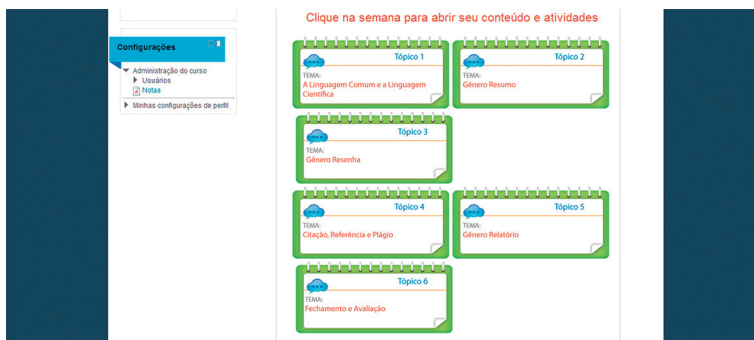 Clique na semana para abrir seu conteúdo e atividades
Configurações
Administração do curso
Usuários
Notas
Minhas configurações de perfil
Tópico 1
TEMA:
A Linguagem Comum e a Linguagem
Científica
Tópico 2
TEMA:
Gênero Resumo
Tópico 3
TEMA:
Gênero Resenha
Tópico 4
TEMA:
Citação, Referência e Plágio
Tópico 5
TEMA:
Gênero Relatório
Tópico 6
TEMA:
Fechamento e Avaliação